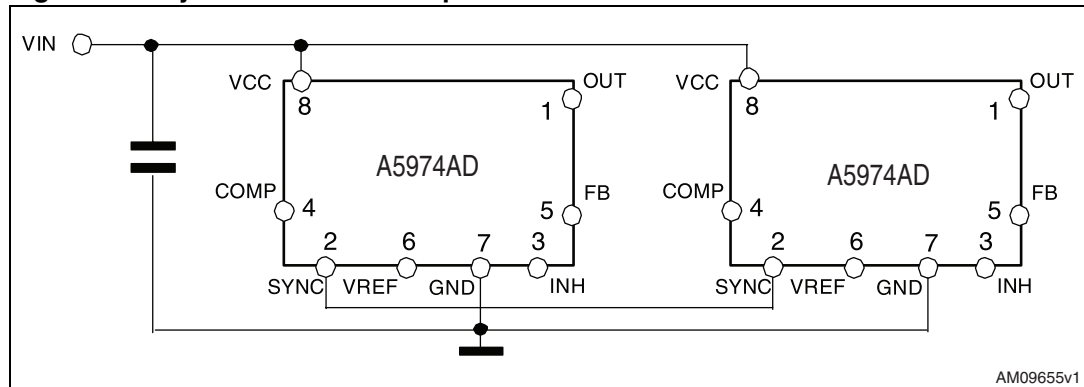 VIN
VCC
8
OUT
1
A5974AD
COMP
4
FB
5
2
6
7
3
SYNC
VREF
GND
INH
VCC
8
OUT
1
A5974AD
COMP
4
FB
5
2
6
7
3
SYNC
VREF
GND
INH
AM09655v1